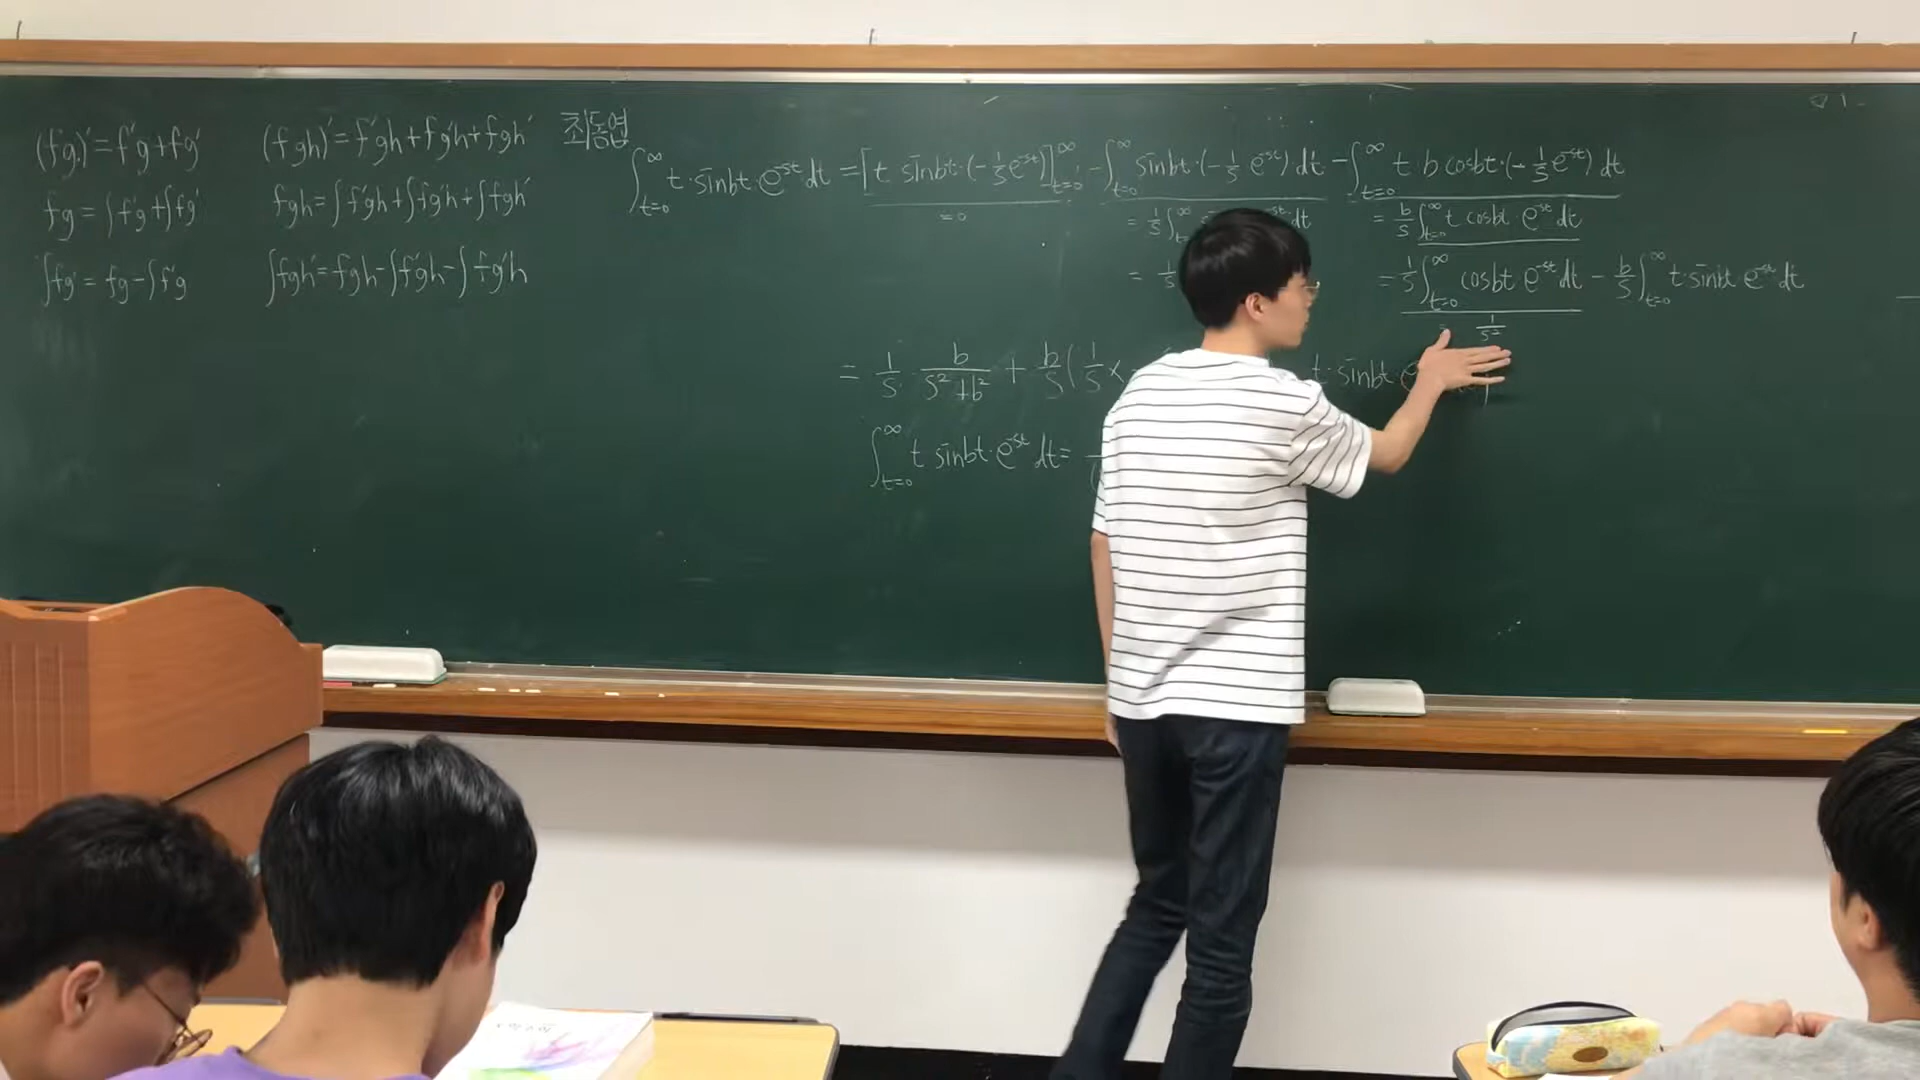 (fg)'=f'g+fg'
fg=∫f'g+∫fg'
∫fg'=fg-∫f'g
(fgh)'=f'gh+fg'h+fgh'
fgh=∫f'gh+∫fg'h+∫fgh'
∫fgh'=fgh-∫f'gh-∫fg'h
최동엽
∫_{t=0}^{∞} t·sinbt·e^{-st}dt=[t sinbt·(-1/s e^{-st})]_{t=0}^{∞}-∫_{t=0}^{∞} sinbt·(-1/s e^{-st})dt-∫_{t=0}^{∞} t·b cosbt·(-1/s e^{-st})dt
=0
=1/s∫
dt
=b/s∫_{t=0}^{∞} t cosbt·e^{-st}dt
=1/s
=1/s∫_{t=0}^{∞} cosbt e^{-st}dt-b/s∫_{t=0}^{∞} t·sinbt e^{-st}dt
1/s²
=1/s·b/(s²+b²)+b/s(1/s×
t·sinbt·
∫_{t=0}^{∞} t sinbt·e^{-st}dt=